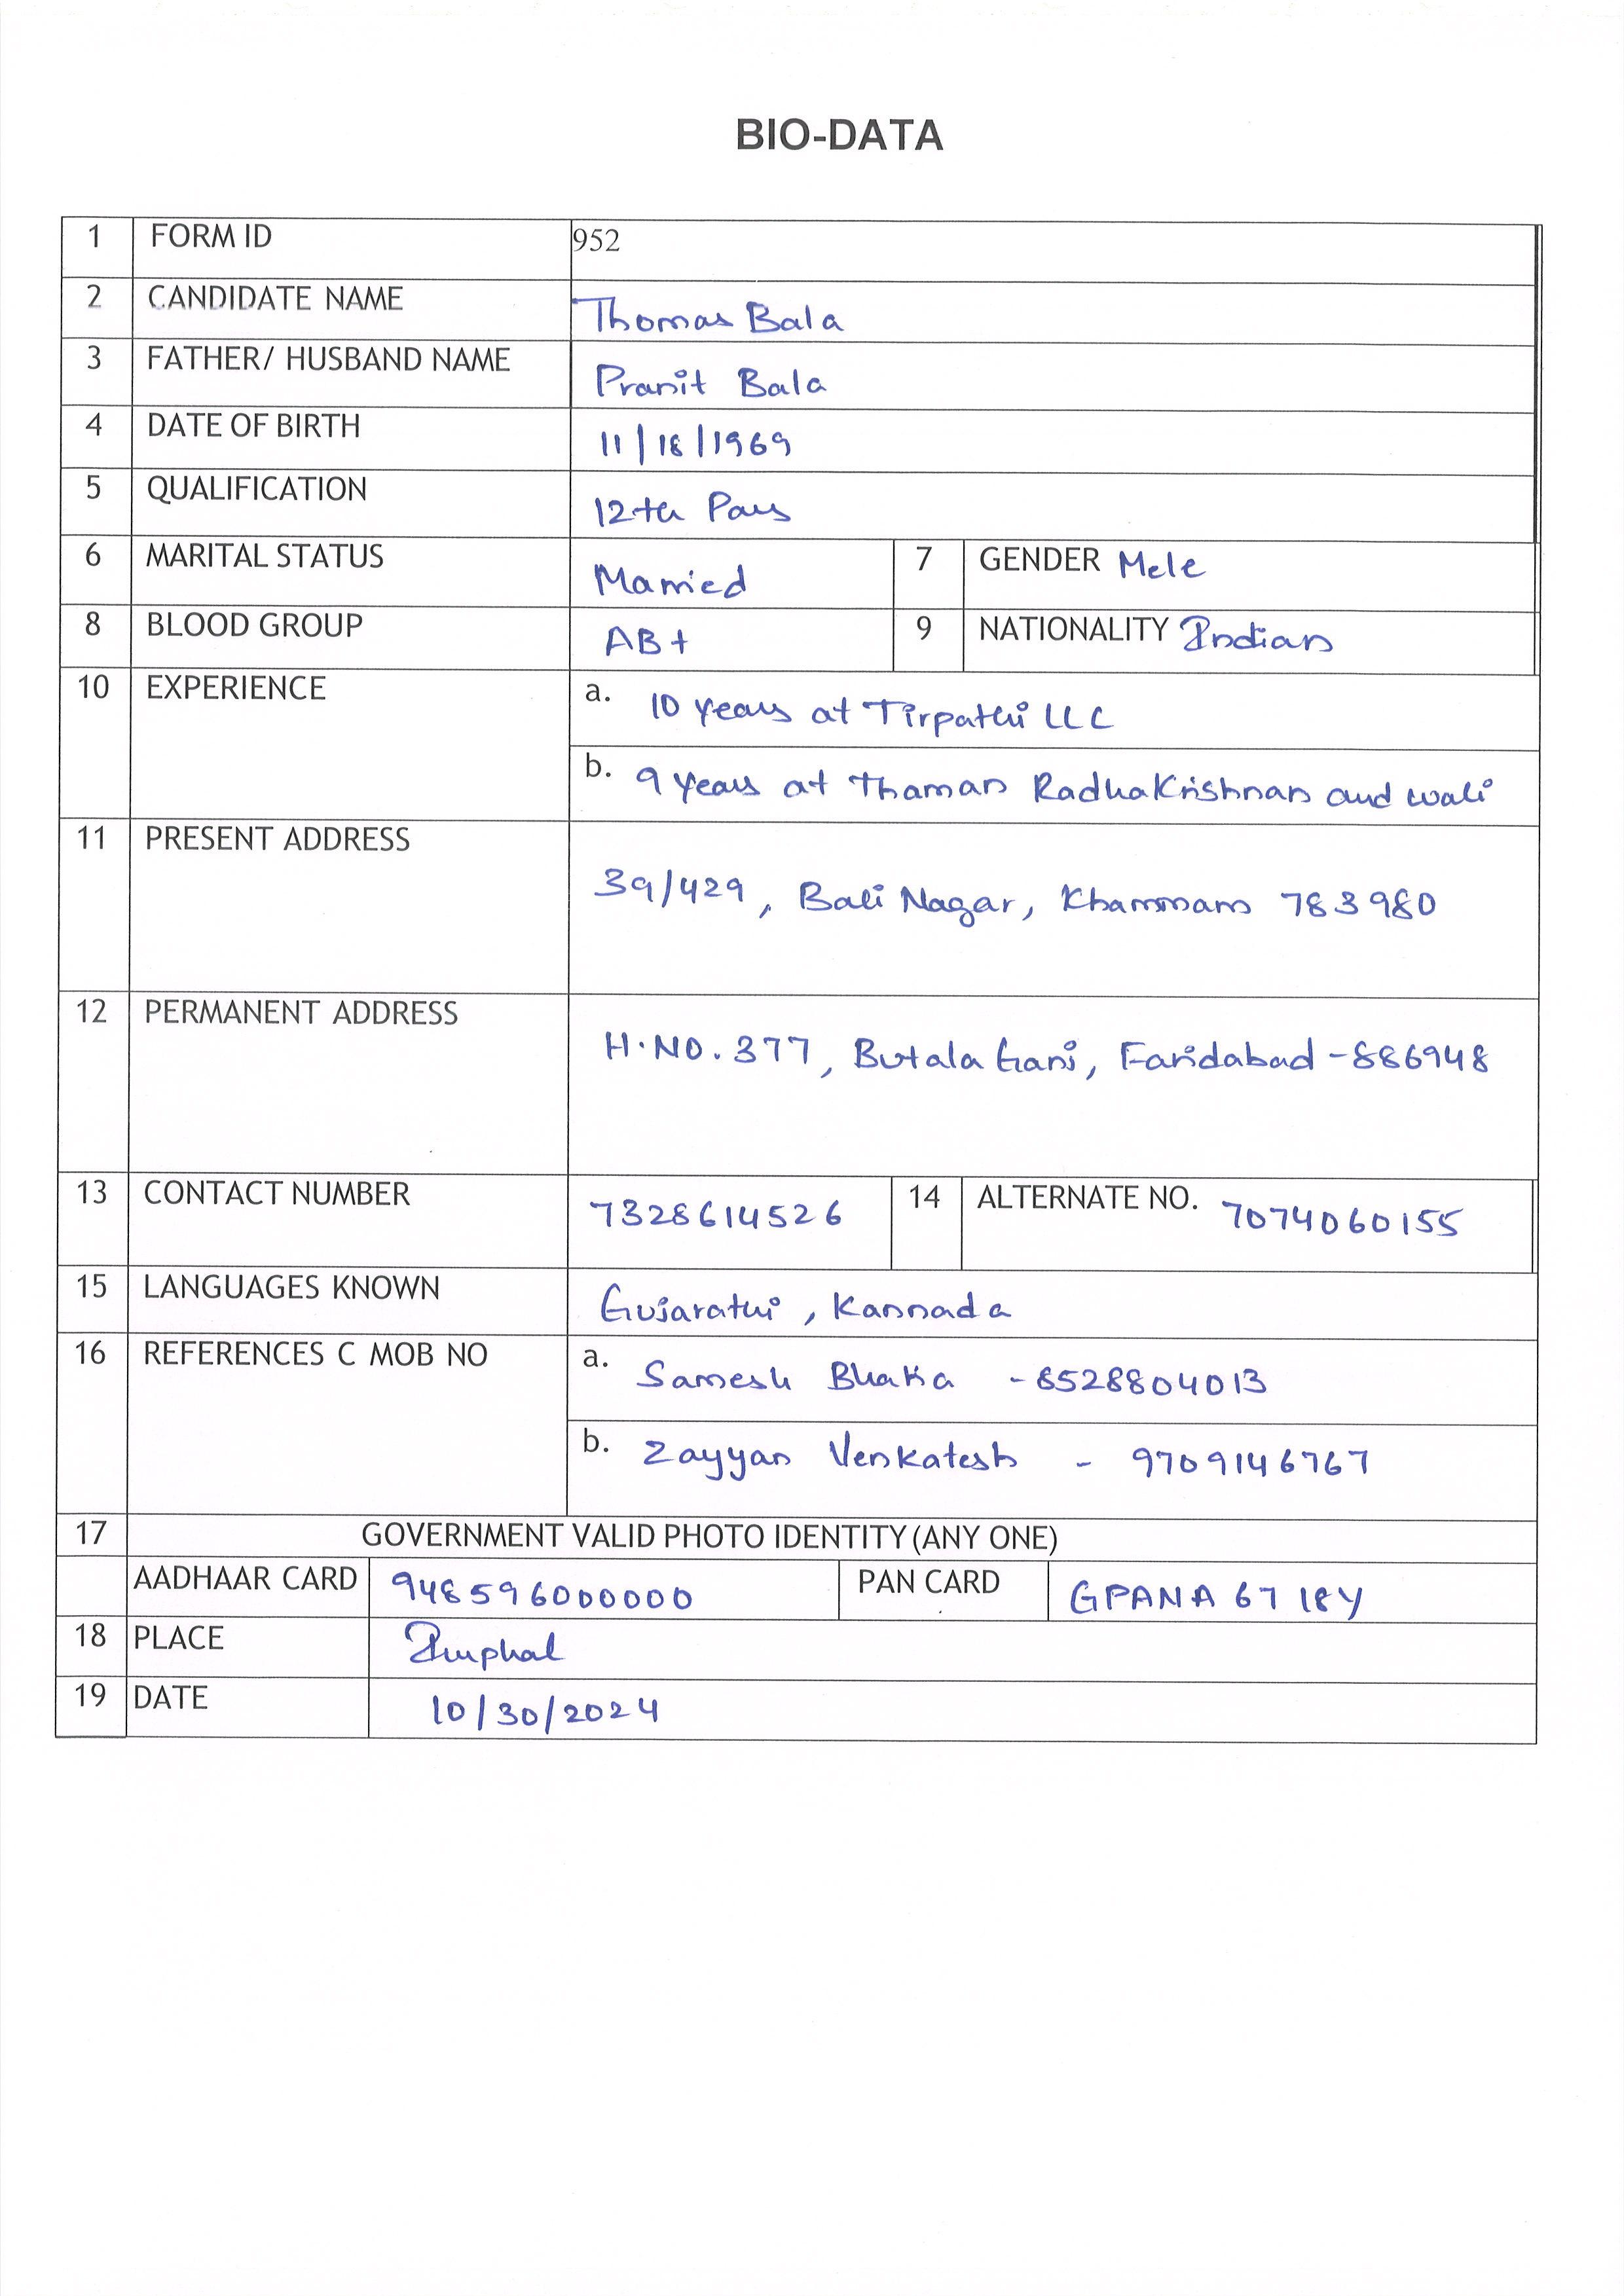 BIO-DATA
1 FORM ID 952
2 CANDIDATE NAME Thomas Bala
3 FATHER/ HUSBAND NAME Pranit Bala
4 DATE OF BIRTH 11/18/1969
5 QUALIFICATION 12th Pass
6 MARITAL STATUS Married 7 GENDER Male
8 BLOOD GROUP AB+ 9 NATIONALITY Indian
10 EXPERIENCE a. 10 years at Tirpathi LLC
b. 9 years at Thaman Radhakrishnan and wali
11 PRESENT ADDRESS 39/429, Bali Nagar, Khammam 783980
12 PERMANENT ADDRESS H.NO. 377, Butala Gani, Faridabad -886948
13 CONTACT NUMBER 7328614526 14 ALTERNATE NO. 7074060155
15 LANGUAGES KNOWN Gujarathi, Kannada
16 REFERENCES C MOB NO a. Samesh Bhaka - 8528804013
b. Zayyan Venkatesh - 9709146767
17 GOVERNMENT VALID PHOTO IDENTITY (ANY ONE)
AADHAAR CARD 948596000000 PAN CARD GPANA6718Y
18 PLACE Imphal
19 DATE 10/30/2024